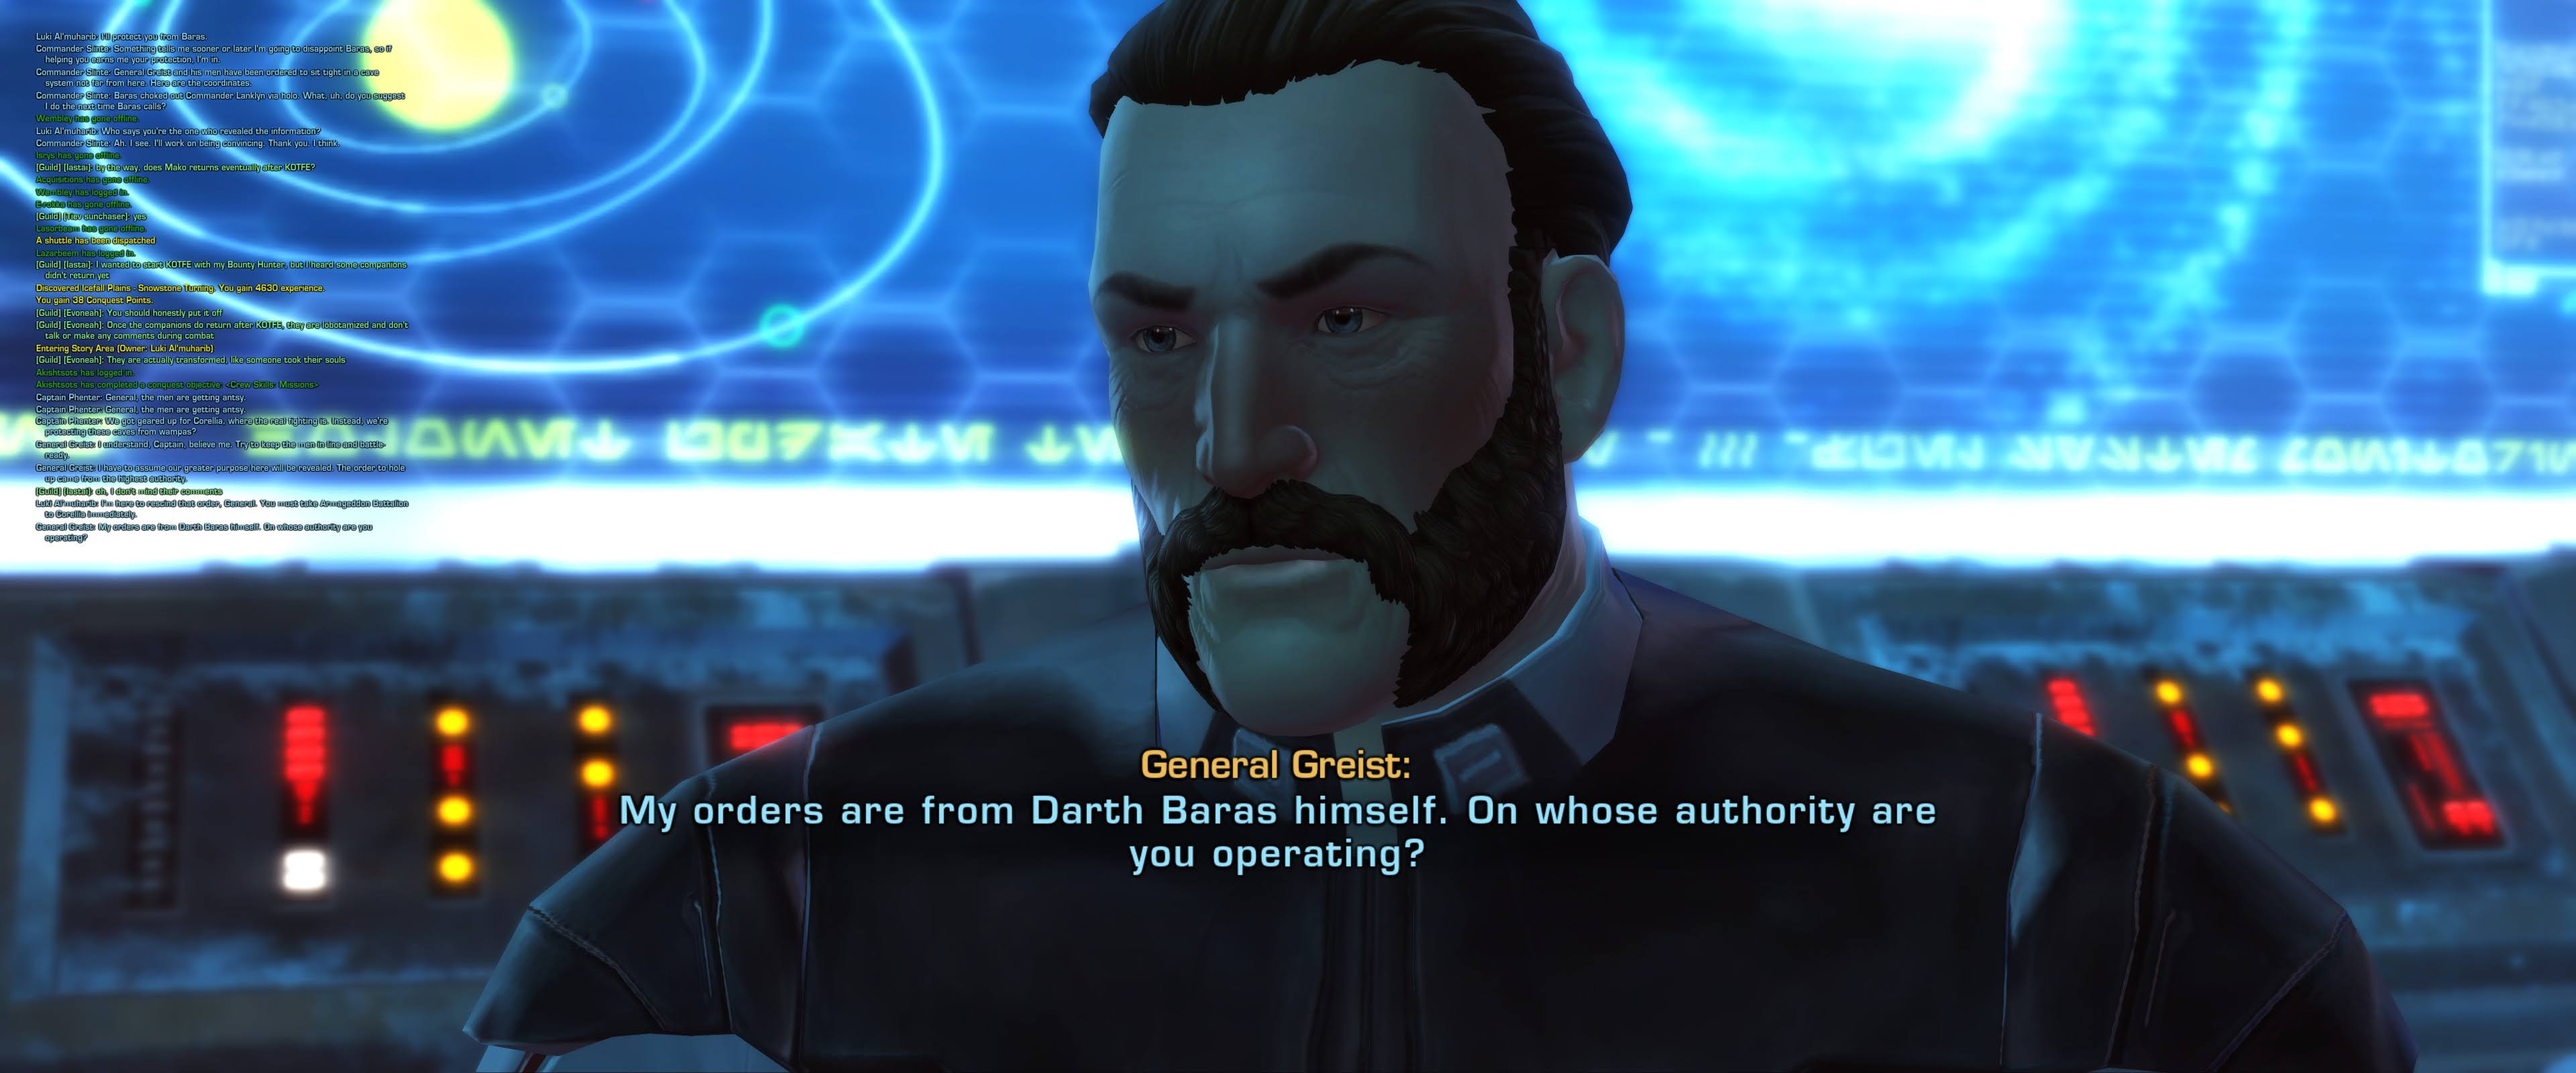 Luki Al'muharib: I'll protect you from Baras.
Commander Slinte: Something tells me sooner or later I'm going to disappoint Baras, so if
helping you earns me your protection, I'm in.
Commander Slinte: General Greist and his men have been ordered to sit tight in a cave
system not far from here. Here are the coordinates.
Commander Slinte: Baras choked out Commander Lanklyn via holo. What, uh, do you suggest
I do the next time Baras calls?
Wembley has gone offline.
Luki Al'muharib: Who says you're the one who revealed the information?
Commander Slinte: Ah. I see. I'll work on being convincing. Thank you. I think.
Isrys has gone offline.
[Guild] [Iastai]: by the way, does Mako returns eventually after KOTFE?
Acquisitions has gone offline.
Wembley has logged in.
E-rokka has gone offline.
[Guild] [Liev sunchaser]: yes
Lasorbeam has gone offline.
A shuttle has been dispatched
Lazarbeem has logged in.
[Guild] [Iastai]: I wanted to start KOTFE with my Bounty Hunter, but I heard some companions
didn't return yet
Discovered Icefall Plains - Snowstone Turning. You gain 4630 experience.
You gain 38 Conquest Points.
[Guild] [Evoneah]: You should honestly put it off
[Guild] [Evoneah]: Once the companions do return after KOTFE, they are lobotamized and don't
talk or make any comments during combat
Entering Story Area (Owner: Luki Al'muharib)
[Guild] [Evoneah]: They are actually transformed, like someone took their souls
Akishtsots has logged in.
Akishtsots has completed a conquest objective: <Crew Skills: Missions>
Captain Phenter: General, the men are getting antsy.
Captain Phenter: General, the men are getting antsy.
Captain Phenter: We got geared up for Corellia, where the real fighting is. Instead, we're
protecting these caves from wampas?
General Greist: I understand, Captain, believe me. Try to keep the men in line and battle-
ready.
General Greist: I have to assume our greater purpose here will be revealed. The order to hole
up came from the highest authority.
[Guild] [Iastai]: oh, I don't mind their comments
Luki Al'muharib: I'm here to rescind that order, General. You must take Armageddon Battalion
to Corellia immediately.
General Greist: My orders are from Darth Baras himself. On whose authority are you
operating?
General Greist:
My orders are from Darth Baras himself. On whose authority are
you operating?